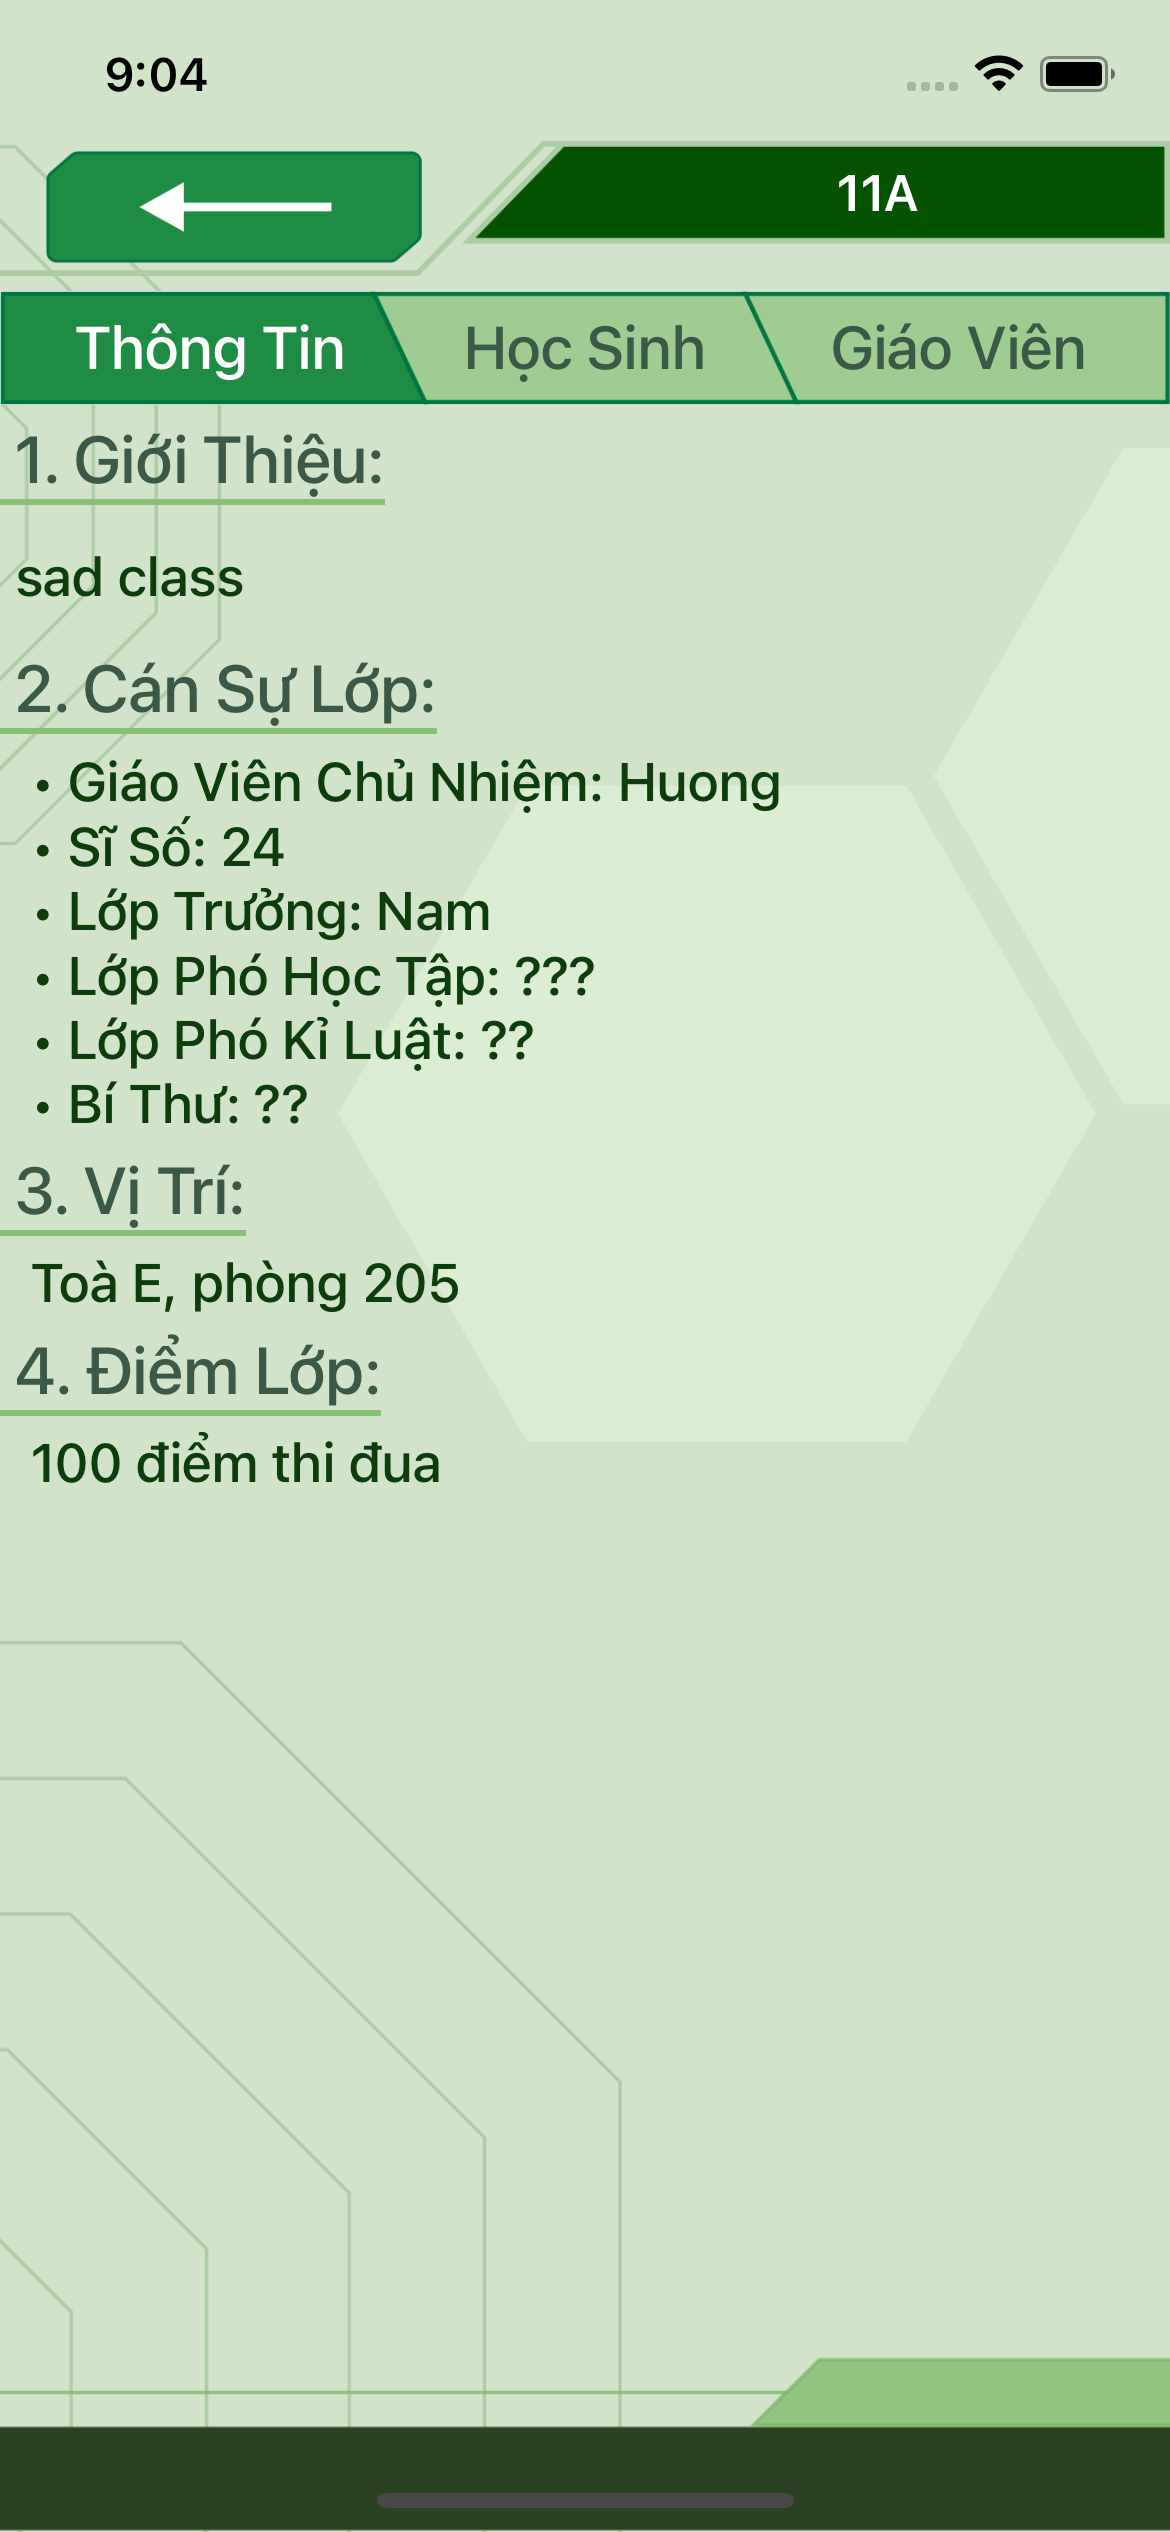 9:04
11A
Thông Tin
Học Sinh
Giáo Viên
1. Giới Thiệu:
sad class
2. Cán Sự Lớp:
• Giáo Viên Chủ Nhiệm: Huong
• Sĩ Số: 24
• Lớp Trưởng: Nam
• Lớp Phó Học Tập: ???
• Lớp Phó Kỉ Luật: ??
• Bí Thư: ??
3. Vị Trí:
Toà E, phòng 205
4. Điểm Lớp:
100 điểm thi đua